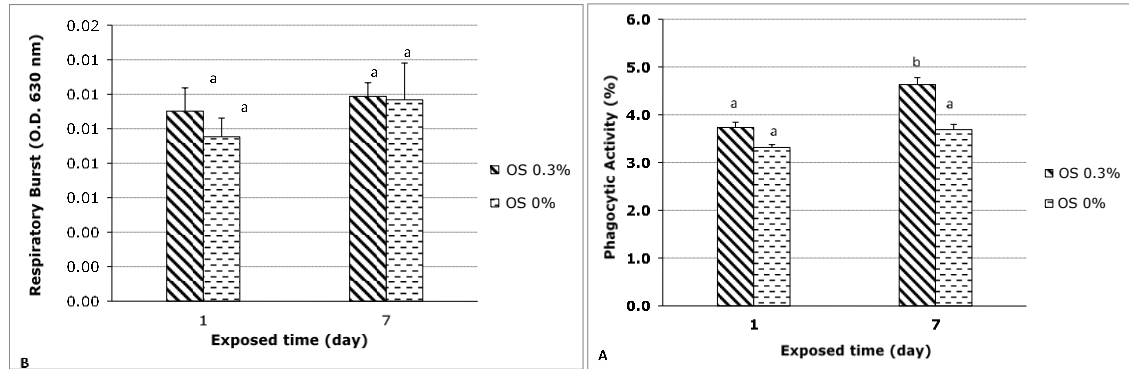 Respiratory Burst (O.D. 630 nm)
0.02
0.01
0.01
0.01
0.01
0.01
0.00
0.00
0.00
a
a
a
a
1
7
Exposed time (day)
OS 0.3%
OS 0%
B
Phagocytic Activity (%)
6.0
5.0
4.0
3.0
2.0
1.0
0.0
a
a
b
a
1
7
Exposed time (day)
OS 0.3%
OS 0%
A